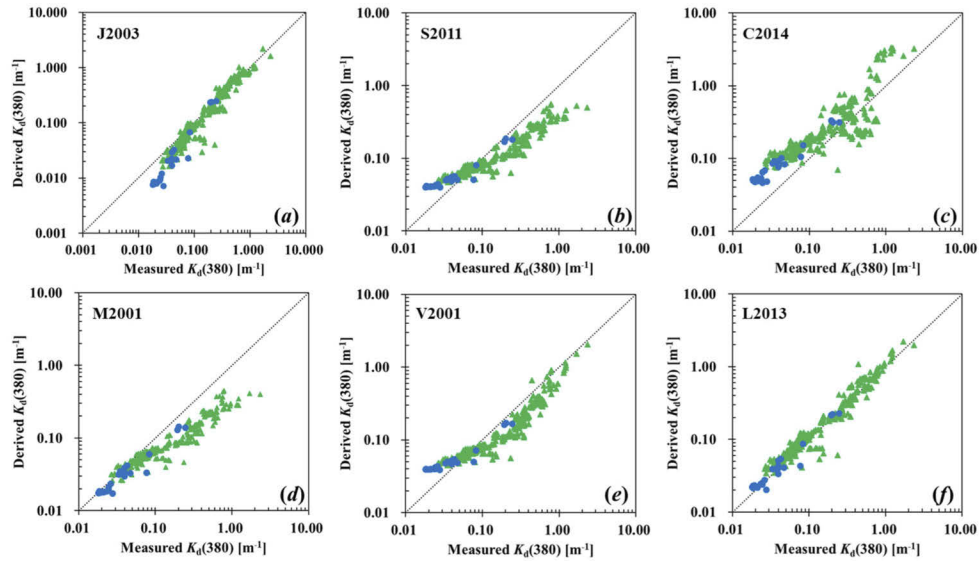 J2003
10.000
1.000
0.100
0.010
0.001
Derived Kd(380) [m-1]
0.001 0.010 0.100 1.000 10.000
Measured Kd(380) [m-1]
(a)
S2011
10.00
1.00
0.10
0.01
Derived Kd(380) [m-1]
0.01 0.10 1.00 10.00
Measured Kd(380) [m-1]
(b)
C2014
10.00
1.00
0.10
0.01
Derived Kd(380) [m-1]
0.01 0.10 1.00 10.00
Measured Kd(380) [m-1]
(c)
M2001
10.00
1.00
0.10
0.01
Derived Kd(380) [m-1]
0.01 0.10 1.00 10.00
Measured Kd(380) [m-1]
(d)
V2001
10.00
1.00
0.10
0.01
Derived Kd(380) [m-1]
0.01 0.10 1.00 10.00
Measured Kd(380) [m-1]
(e)
L2013
10.00
1.00
0.10
0.01
Derived Kd(380) [m-1]
0.01 0.10 1.00 10.00
Measured Kd(380) [m-1]
(f)